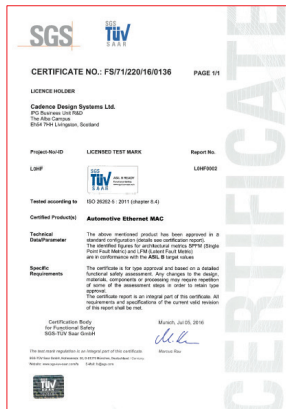 SGS
TÜV
SAAR
CERTIFICATE NO.: FS/71/220/16/0136 PAGE 1/1
LICENCE HOLDER
Cadence Design Systems Ltd.
IPG Business Unit R&D
The Alba Campus
EH54 7HH Livingston, Scotland
Project-No/-ID LICENSED TEST MARK Report No.
L0HF L0HF0002
SGS
TÜV
SAAR
Tested according to ISO 26262-5 : 2011 (chapter 8.4)
Certified Product(s) Automotive Ethernet MAC
Technical Data/Parameter
The above mentioned product has been approved in a
standard configuration (details see certification report).
The identified figures for architectural metrics SPFM (Single
Point Fault Metric) and LFM (Latent Fault Metric)
are in conformance with the ASIL B target values
Specific Requirements
The certificate is for type approval and based on a detailed
functional safety assessment. Any changes to the design,
materials, components or processing may require repetition
of some of the assessment steps in order to retain type
approval.
The certificate report is an integral part of this certificate. All
requirements and specifications of the current valid revision
of this report shall be met.
Certification Body
for Functional Safety
SGS-TÜV Saar GmbH
Munich, Jul 05, 2016
The test mark regulation is an integral part of this certificate.
Marcus Rau
TÜV
CERTIFICATE